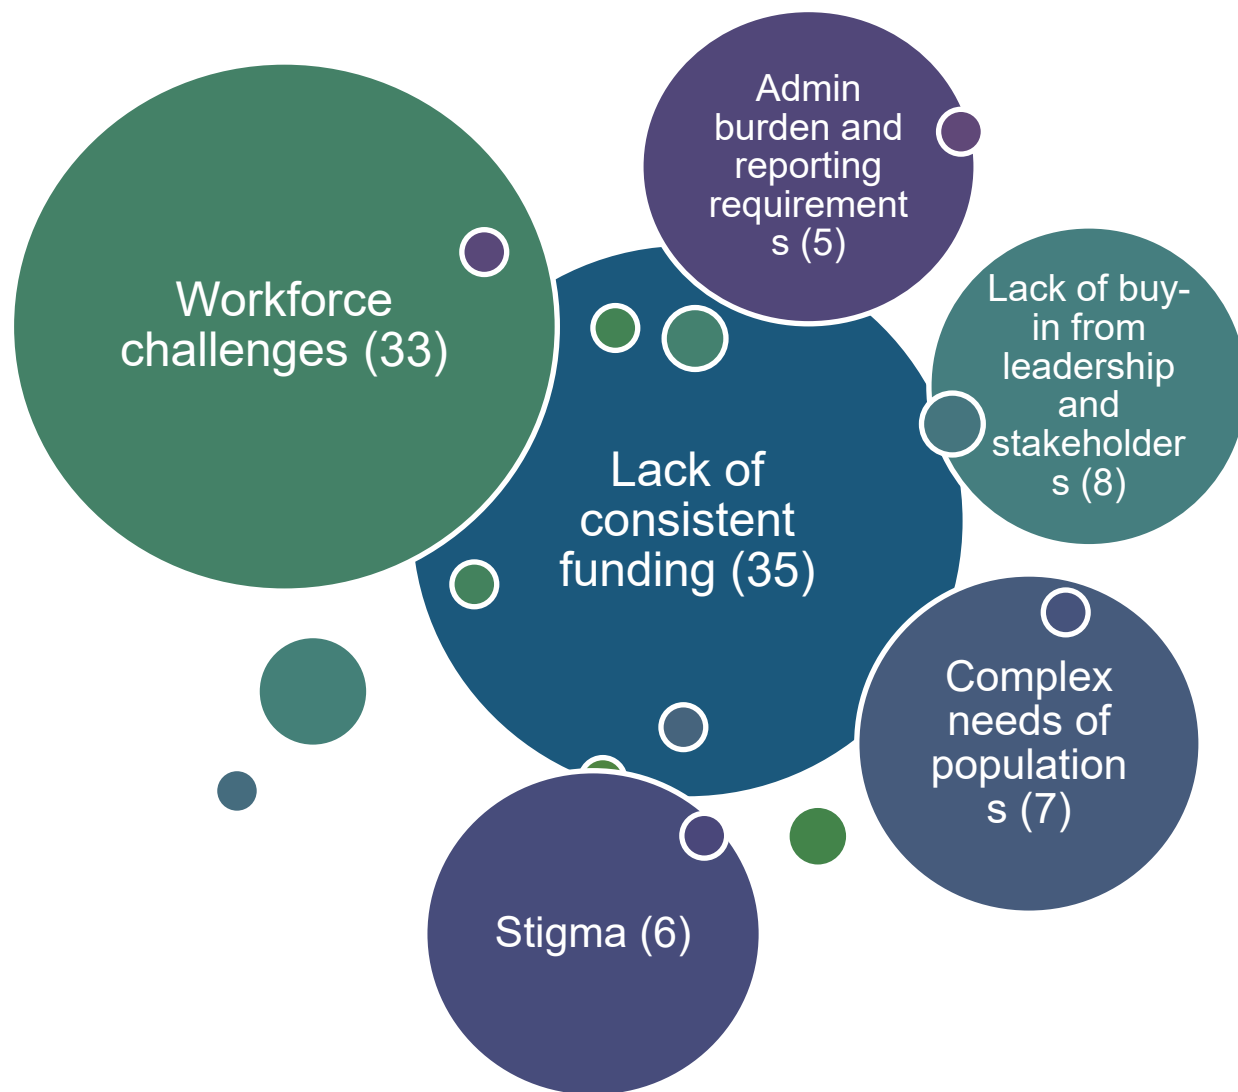 Admin
burden and
reporting
requirement
s (5)
Workforce
challenges (33)
Lack of buy-
in from
leadership
and
stakeholder
s (8)
Lack of
consistent
funding (35)
Complex
needs of
population
s (7)
Stigma (6)